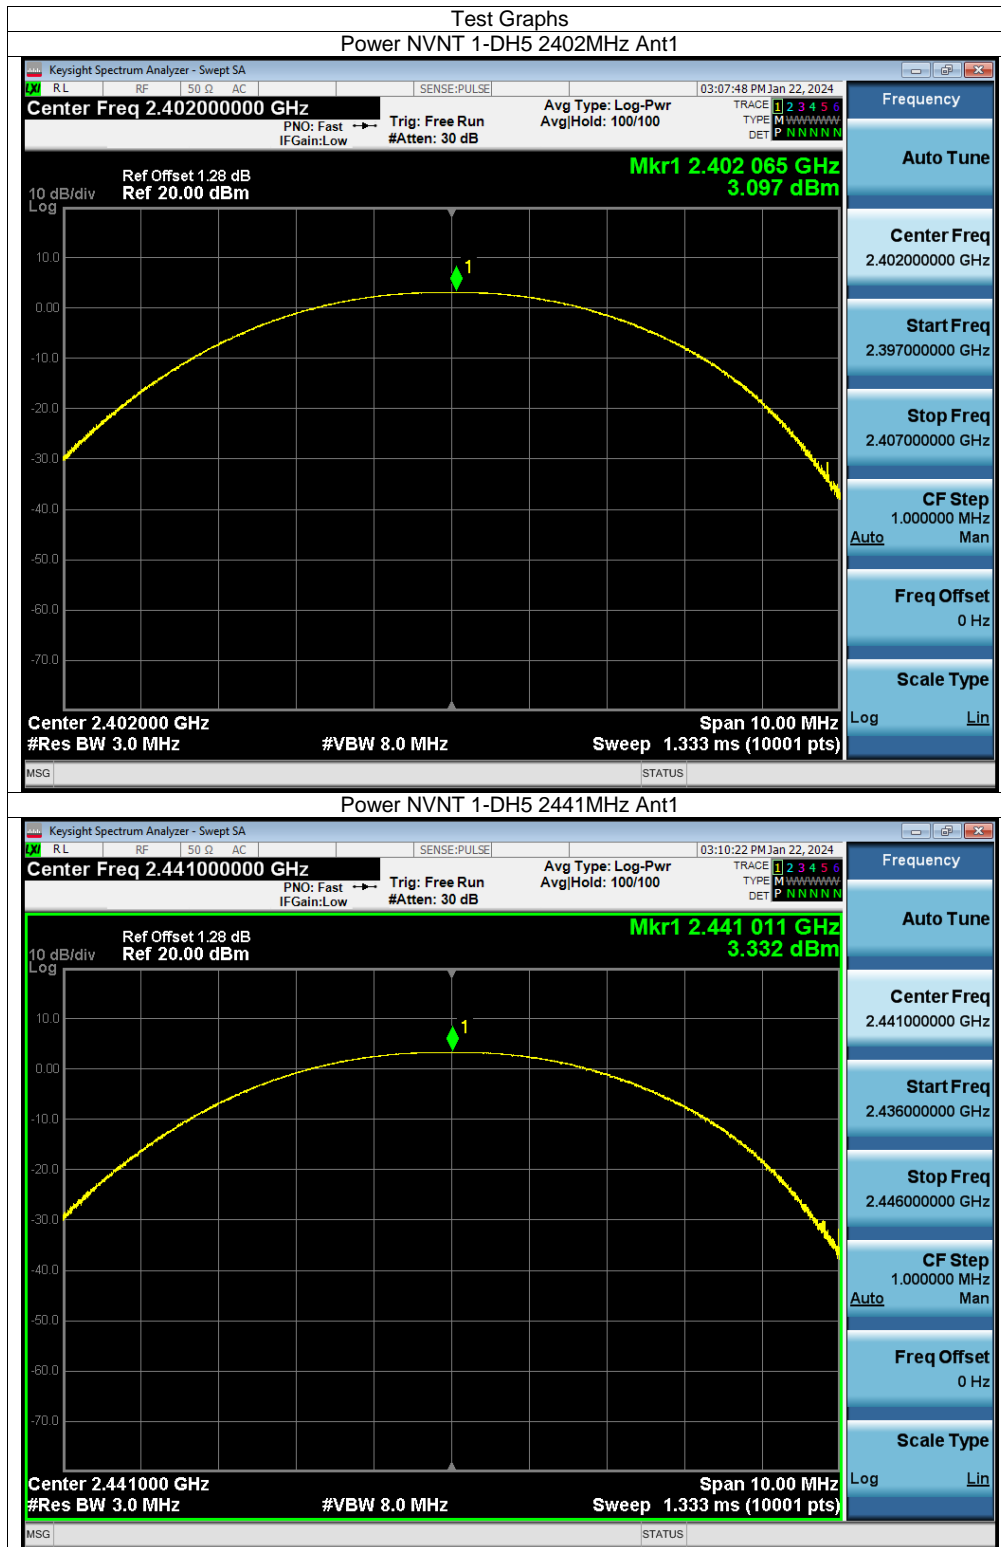 Test Graphs
Power NVNT 1-DH5 2402MHz Ant1
Keysight Spectrum Analyzer - Swept SA
LXI RL RF 50 Ω AC SENSE:PULSE 03:07:48 PM Jan 22, 2024
Center Freq 2.402000000 GHz
PNO: Fast
IFGain:Low
Trig: Free Run
#Atten: 30 dB
Avg Type: Log-Pwr
Avg|Hold: 100/100
TRACE 1 2 3 4 5 6
TYPE M WWWWW
DET P N N N N N
Mkr1 2.402 065 GHz
3.097 dBm
Ref Offset 1.28 dB
10 dB/div Ref 20.00 dBm
Log
10.0
1
0.00
-10.0
-20.0
-30.0
-40.0
-50.0
-60.0
-70.0
Center 2.402000 GHz Span 10.00 MHz
#Res BW 3.0 MHz #VBW 8.0 MHz Sweep 1.333 ms (10001 pts)
MSG STATUS
Frequency
Auto Tune
Center Freq
2.402000000 GHz
Start Freq
2.397000000 GHz
Stop Freq
2.407000000 GHz
CF Step
1.000000 MHz
Auto Man
Freq Offset
0 Hz
Scale Type
Log Lin
Power NVNT 1-DH5 2441MHz Ant1
Keysight Spectrum Analyzer - Swept SA
LXI RL RF 50 Ω AC SENSE:PULSE 03:10:22 PM Jan 22, 2024
Center Freq 2.441000000 GHz
PNO: Fast
IFGain:Low
Trig: Free Run
#Atten: 30 dB
Avg Type: Log-Pwr
Avg|Hold: 100/100
TRACE 1 2 3 4 5 6
TYPE M WWWWW
DET P N N N N N
Mkr1 2.441 011 GHz
3.332 dBm
Ref Offset 1.28 dB
10 dB/div Ref 20.00 dBm
Log
10.0
1
0.00
-10.0
-20.0
-30.0
-40.0
-50.0
-60.0
-70.0
Center 2.441000 GHz Span 10.00 MHz
#Res BW 3.0 MHz #VBW 8.0 MHz Sweep 1.333 ms (10001 pts)
MSG STATUS
Frequency
Auto Tune
Center Freq
2.441000000 GHz
Start Freq
2.436000000 GHz
Stop Freq
2.446000000 GHz
CF Step
1.000000 MHz
Auto Man
Freq Offset
0 Hz
Scale Type
Log Lin